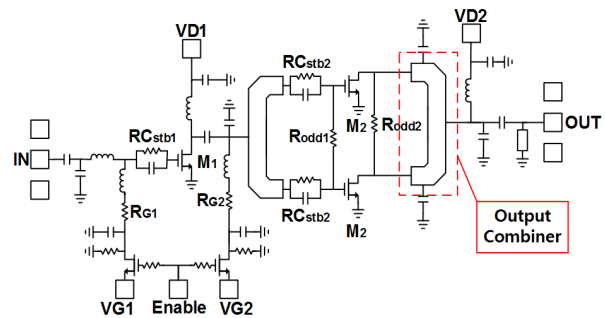 VD1
VD2
RCstb2
RCstb1
IN
M1
Rodd1
M2
Rodd2
OUT
RG1
RG2
RCstb2
M2
Output
Combiner
VG1
Enable
VG2